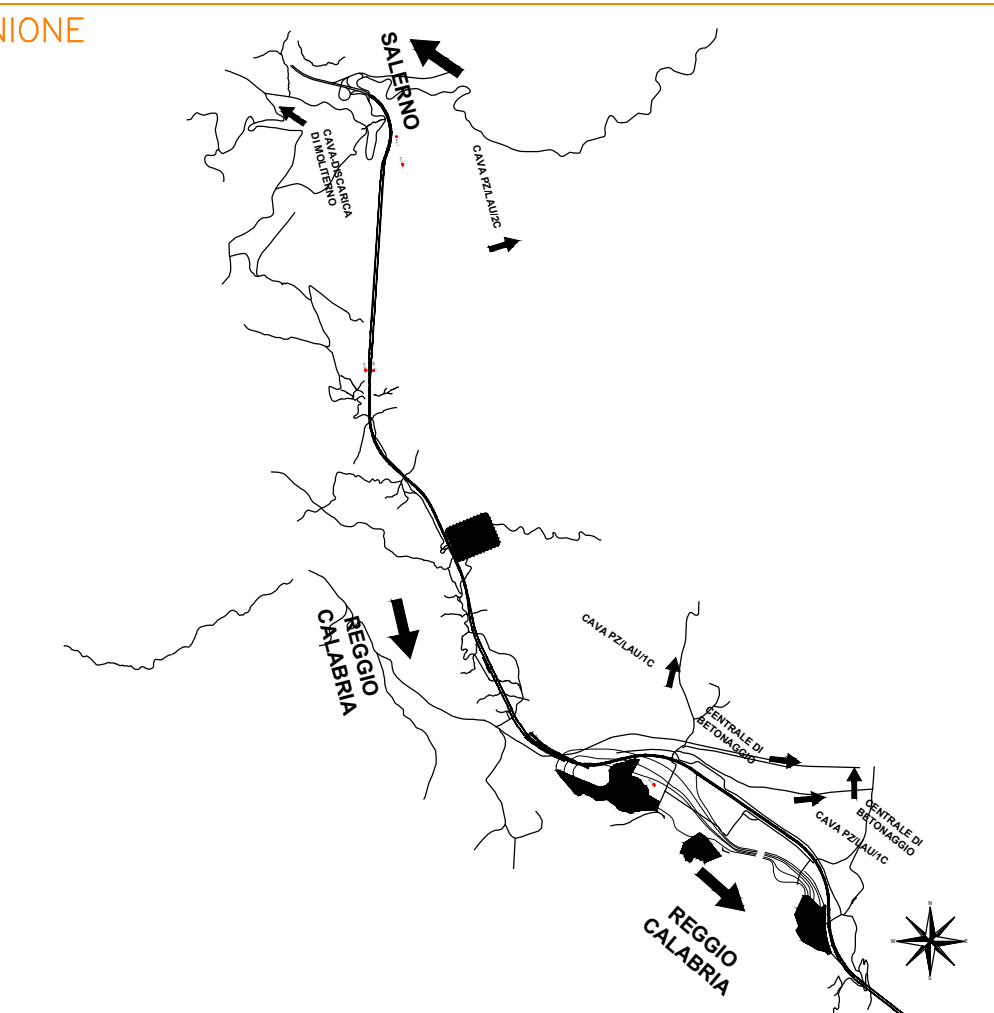 NIONE
SALERNO
CAVA-DISCARICA
DI MOLITERNO
CAVA PZ/LAU/2C
REGGIO
CALABRIA
CAVA PZ/LAU/1C
CENTRALE DI
BETONAGGIO
CENTRALE DI
BETONAGGIO
CAVA PZ/LAU/1C
REGGIO
CALABRIA
N
W
E
S